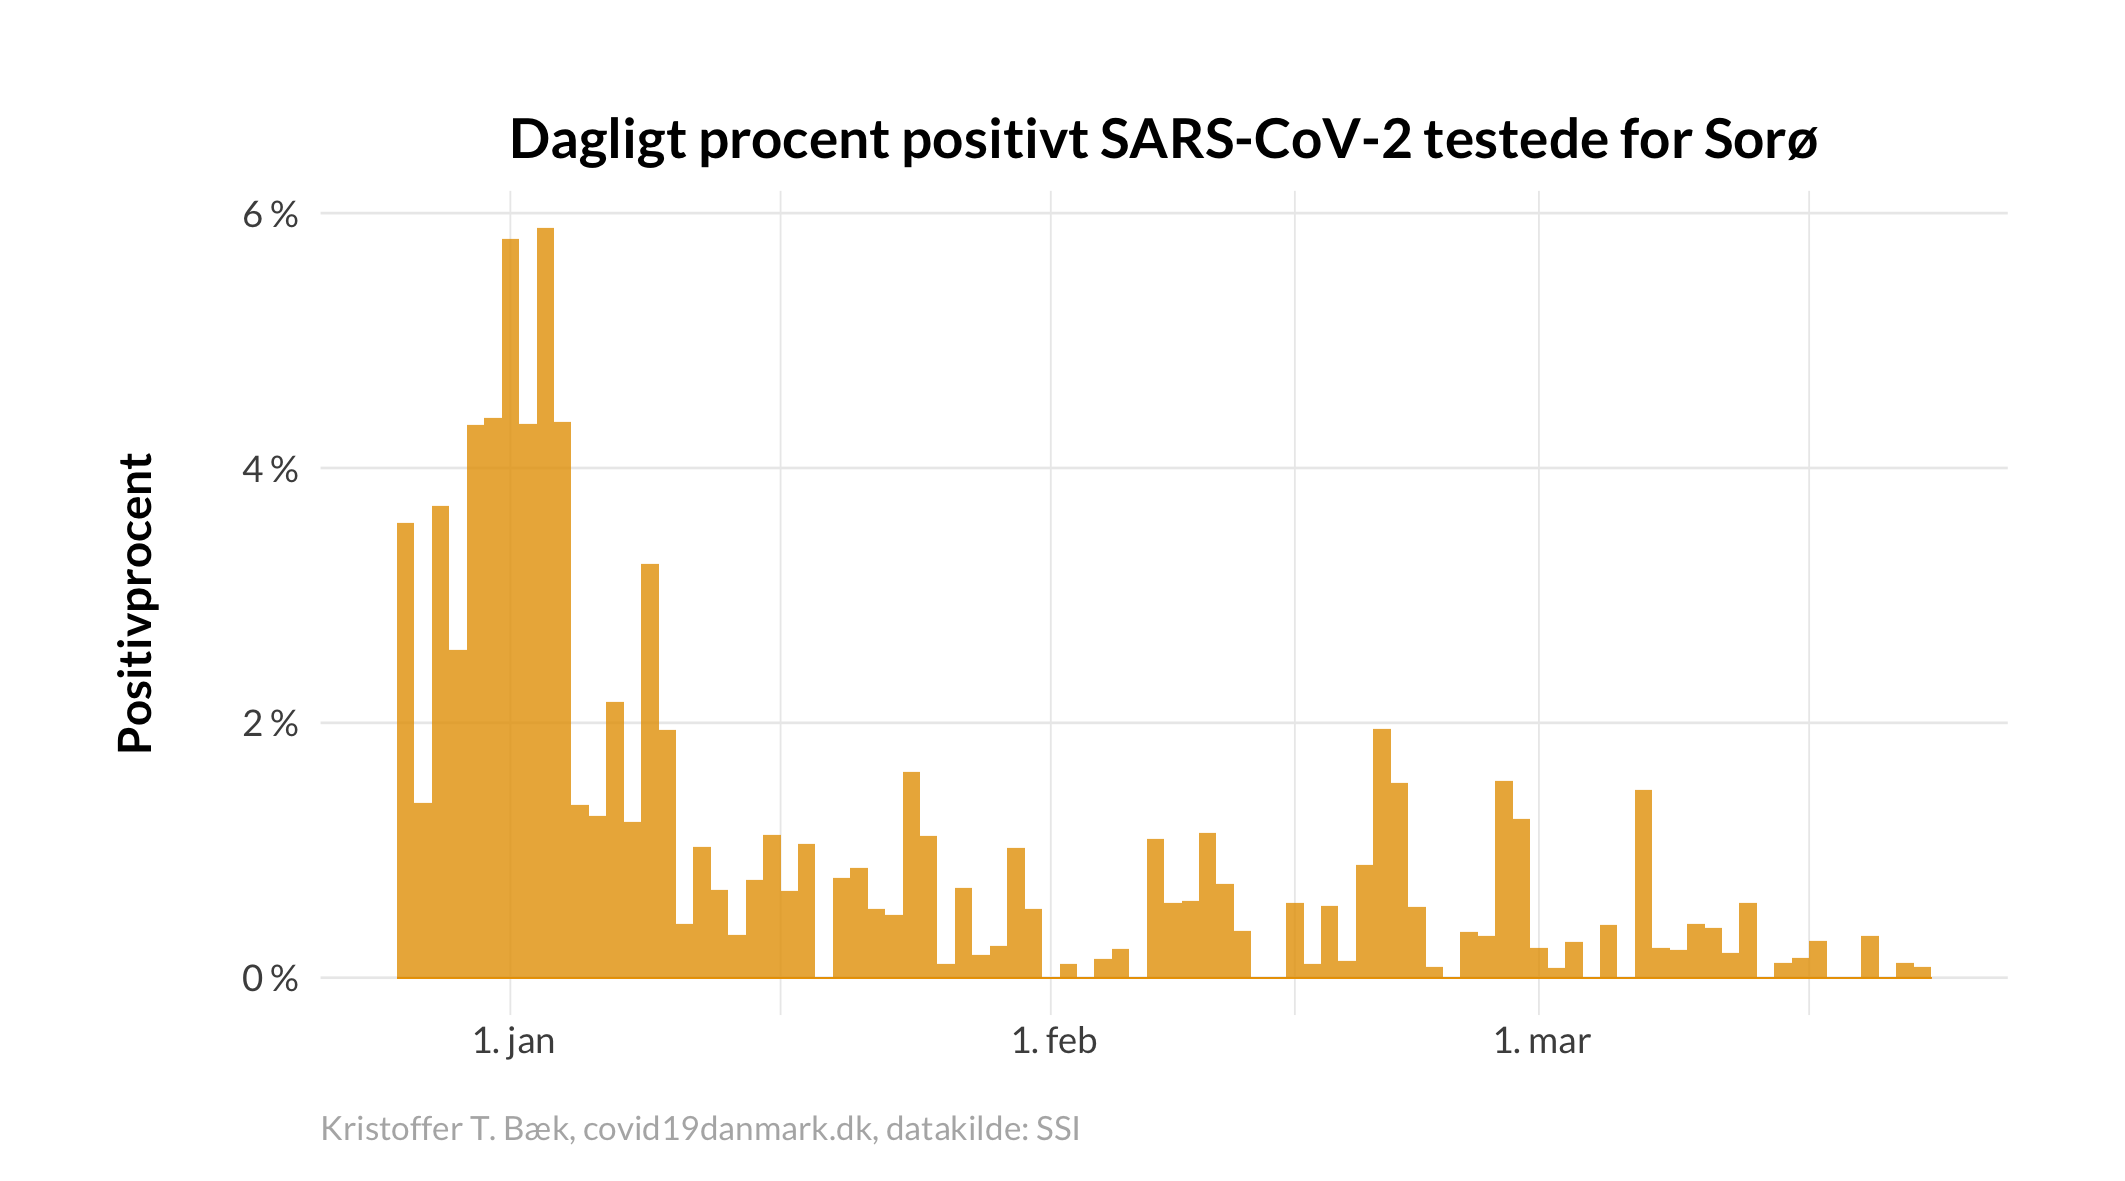 Dagligt procent positivt SARS-CoV-2 testede for Sorø
Positivprocent
6 %
4 %
2 %
0 %
1. jan
1. feb
1. mar
Kristoffer T. Bæk, covid19danmark.dk, datakilde: SSI